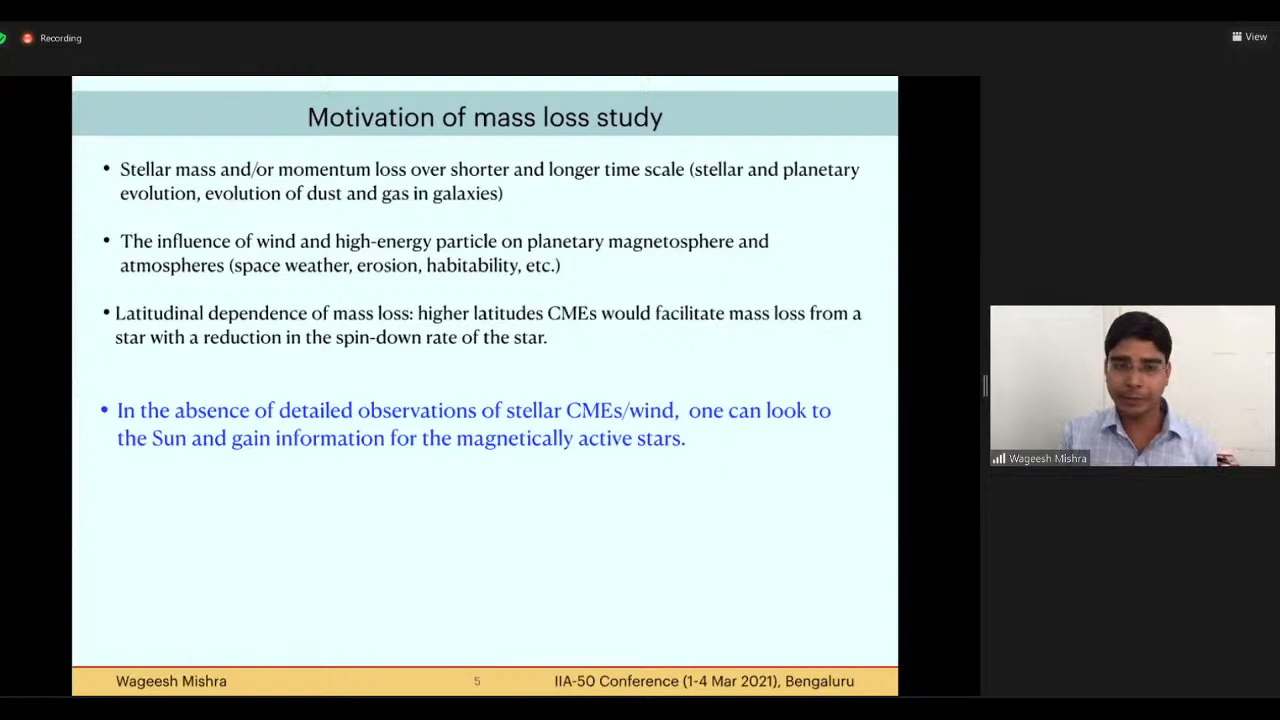 Recording
View
Motivation of mass loss study
• Stellar mass and/or momentum loss over shorter and longer time scale (stellar and planetary
evolution, evolution of dust and gas in galaxies)
• The influence of wind and high-energy particle on planetary magnetosphere and
atmospheres (space weather, erosion, habitability, etc.)
• Latitudinal dependence of mass loss: higher latitudes CMEs would facilitate mass loss from a
star with a reduction in the spin-down rate of the star.
• In the absence of detailed observations of stellar CMEs/wind, one can look to
the Sun and gain information for the magnetically active stars.
Wageesh Mishra
Wageesh Mishra 5 IIA-50 Conference (1-4 Mar 2021), Bengaluru